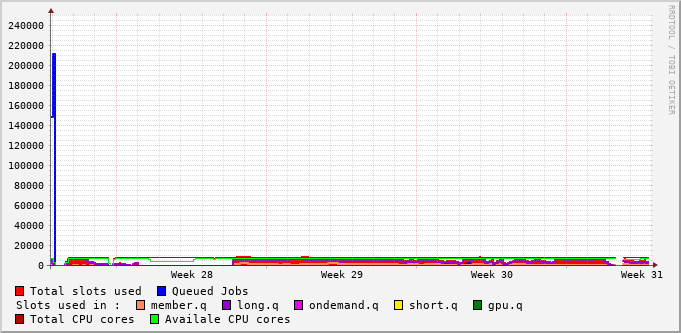 240000
220000
200000
180000
160000
140000
120000
100000
80000
60000
40000
20000
0
Week 28 Week 29 Week 30 Week 31
Total slots used Queued Jobs
Slots used in : member.q long.q ondemand.q short.q gpu.q
Total CPU cores Availale CPU cores
RRDTOOL / TOBI OETIKER